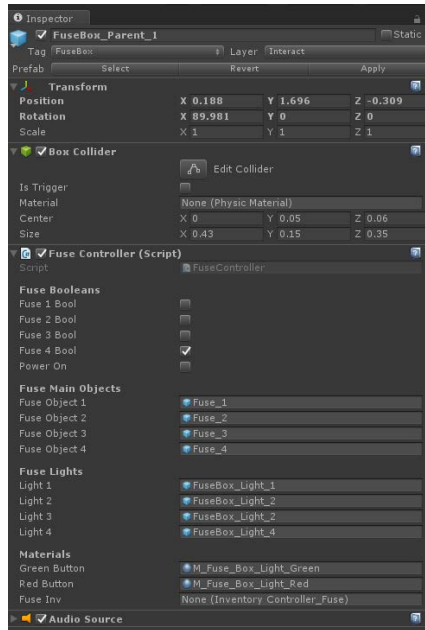 Inspector
FuseBox_Parent_1 Static
Tag FuseBox Layer Interact
Prefab Select Revert Apply
Transform
Position X 0.188 Y 1.696 Z -0.309
Rotation X 89.981 Y 0 Z 0
Scale X 1 Y 1 Z 1
Box Collider
Edit Collider
Is Trigger
Material None (Physic Material)
Center X 0 Y 0.05 Z 0.06
Size X 0.43 Y 0.15 Z 0.35
Fuse Controller (Script)
Script FuseController
Fuse Booleans
Fuse 1 Bool
Fuse 2 Bool
Fuse 3 Bool
Fuse 4 Bool
Power On
Fuse Main Objects
Fuse Object 1 Fuse_1
Fuse Object 2 Fuse_2
Fuse Object 3 Fuse_3
Fuse Object 4 Fuse_4
Fuse Lights
Light 1 FuseBox_Light_1
Light 2 FuseBox_Light_2
Light 3 FuseBox_Light_2
Light 4 FuseBox_Light_4
Materials
Green Button M_Fuse_Box_Light_Green
Red Button M_Fuse_Box_Light_Red
Fuse Inv None (Inventory Controller_Fuse)
Audio Source